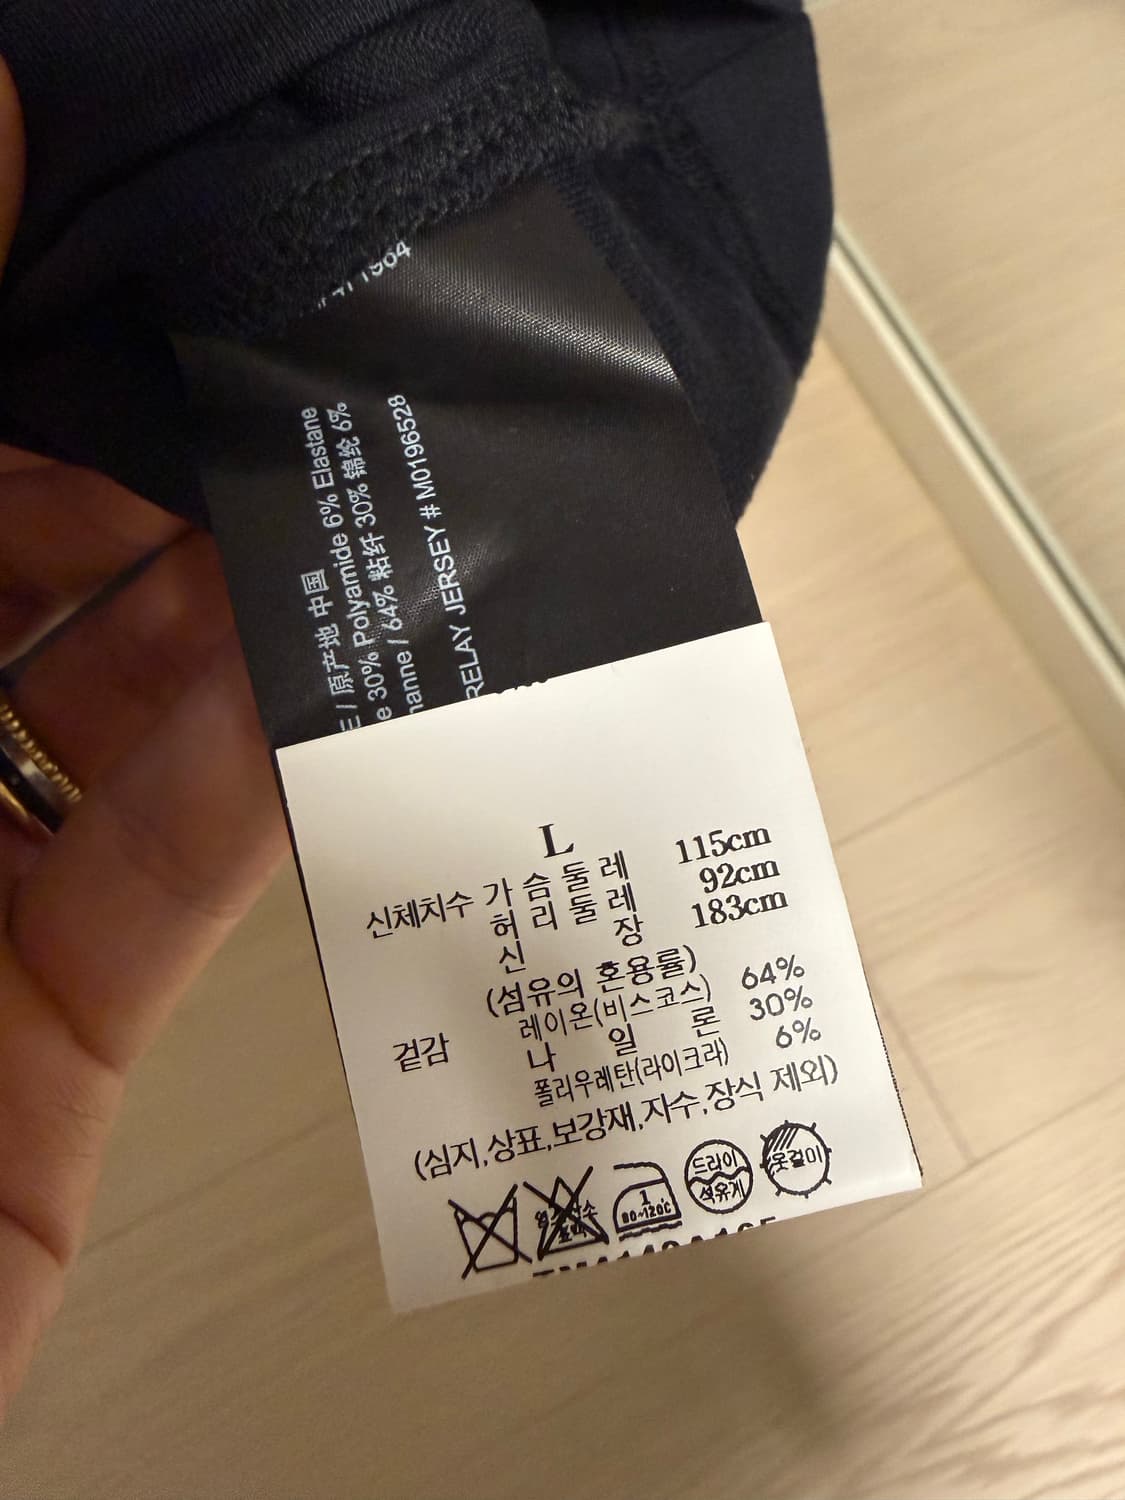 1964
原产地 中国
30% Polyamide 6% Elastane
64% 粘纤 30% 锦纶 6%
RELAY JERSEY # M0196528
L
신체치수 가슴둘레 115cm
허리둘레 92cm
신장 183cm
(섬유의 혼용률)
겉감 레이온(비스코스) 64%
나일론 30%
폴리우레탄(라이크라) 6%
(심지,상표,보강재,자수,장식 제외)
1
80~120℃
드라이
석유계
옷걸이